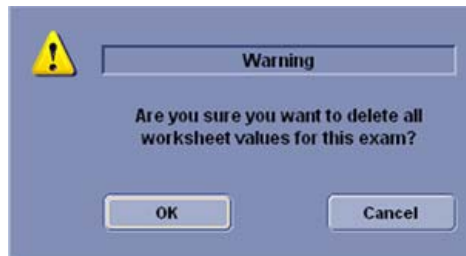 Warning
Are you sure you want to delete all
worksheet values for this exam?
OK
Cancel